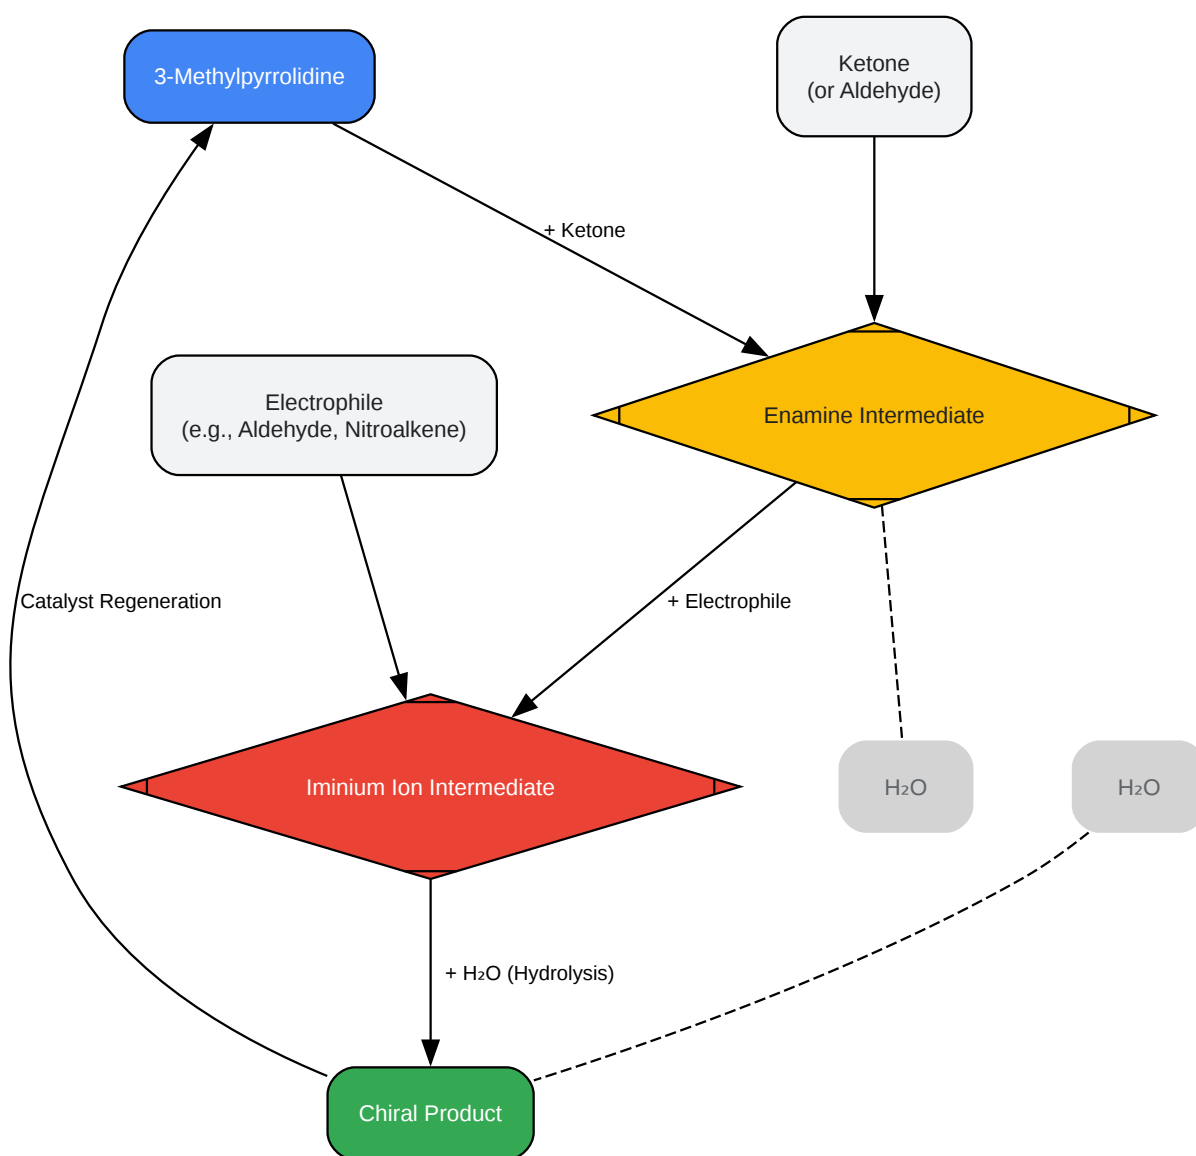 3-Methylpyrrolidine
Ketone
(or Aldehyde)
+ Ketone
Electrophile
(e.g., Aldehyde, Nitroalkene)
Enamine Intermediate
Catalyst Regeneration
+ Electrophile
Iminium Ion Intermediate
H₂O
H₂O
+ H₂O (Hydrolysis)
Chiral Product